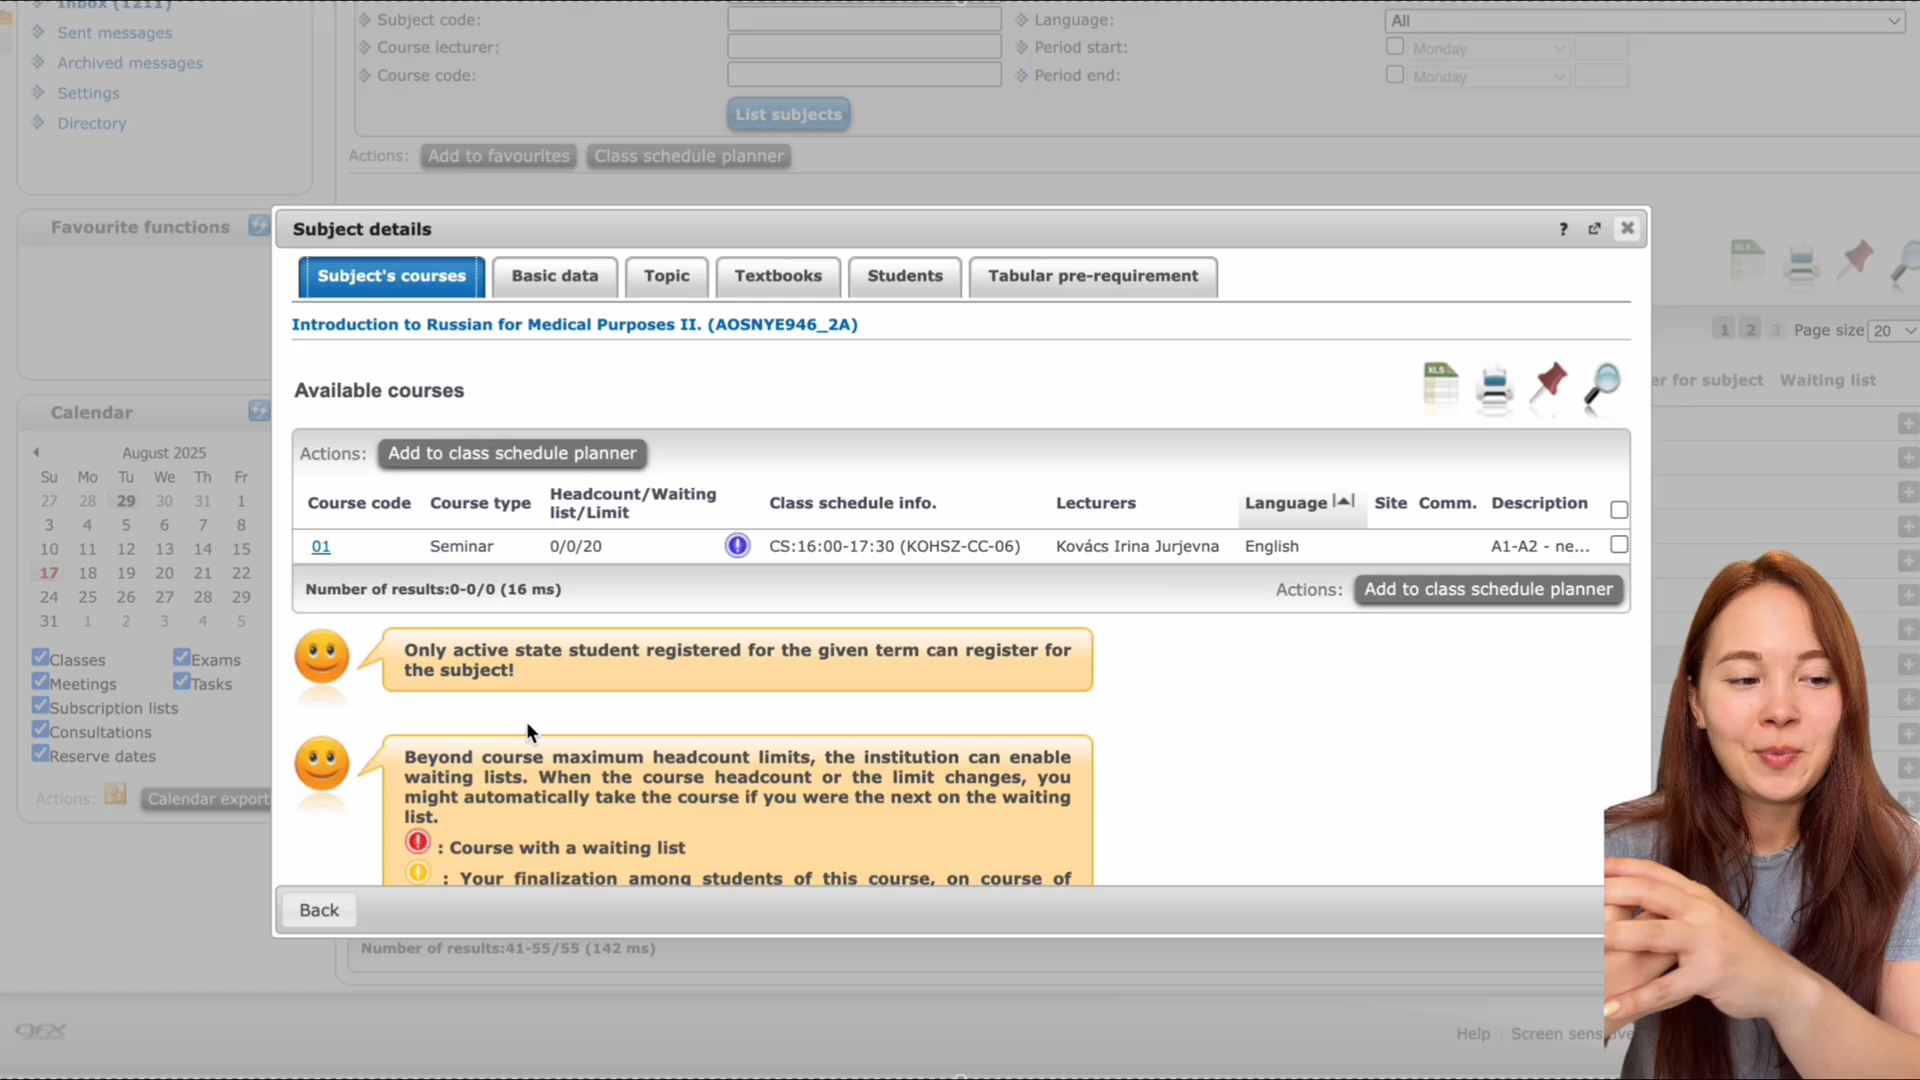 Inbox (1211)
Sent messages
Archived messages
Settings
Directory
Subject code:
Course lecturer:
Course code:
Language:
All
Period start:
Monday
Period end:
Monday
List subjects
Actions: Add to favourites Class schedule planner
Favourite functions
Calendar
August 2025
Su Mo Tu We Th Fr
27 28 29 30 31 1
3 4 5 6 7 8
10 11 12 13 14 15
17 18 19 20 21 22
24 25 26 27 28 29
31 1 2 3 4 5
Classes Exams
Meetings Tasks
Subscription lists
Consultations
Reserve dates
Actions: Calendar export
Subject details
?
Subject's courses Basic data Topic Textbooks Students Tabular pre-requirement
Introduction to Russian for Medical Purposes II. (AOSNYE946_2A)
Available courses
XLS
Actions: Add to class schedule planner
Course code Course type Headcount/Waiting list/Limit Class schedule info. Lecturers Language Site Comm. Description
01 Seminar 0/0/20 CS:16:00-17:30 (KOHSZ-CC-06) Kovács Irina Jurjevna English A1-A2 - ne...
Number of results:0-0/0 (16 ms)
Actions: Add to class schedule planner
Only active state student registered for the given term can register for
the subject!
Beyond course maximum headcount limits, the institution can enable
waiting lists. When the course headcount or the limit changes, you
might automatically take the course if you were the next on the waiting
list.
: Course with a waiting list
: Your finalization among students of this course, on course of
Back
XLS
1 2 3 Page size 20
for subject Waiting list
Number of results:41-55/55 (142 ms)
Help Screen